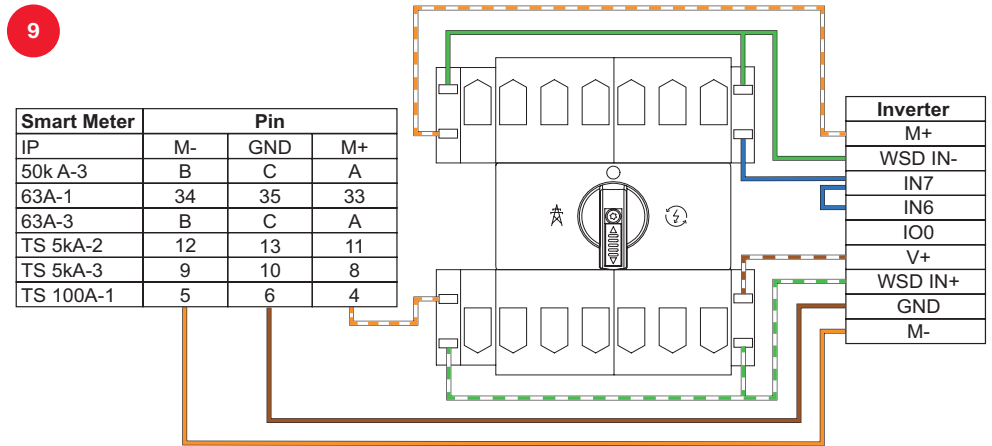 9
Smart Meter Pin
IP M- GND M+
50k A-3 B C A
63A-1 34 35 33
63A-3 B C A
TS 5kA-2 12 13 11
TS 5kA-3 9 10 8
TS 100A-1 5 6 4
Inverter
M+
WSD IN-
IN7
IN6
IO0
V+
WSD IN+
GND
M-